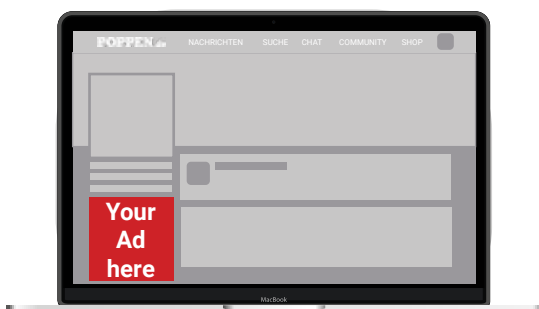 POPPEN.de NACHRICHTEN SUCHE CHAT COMMUNITY SHOP
Your
Ad
here
MacBook